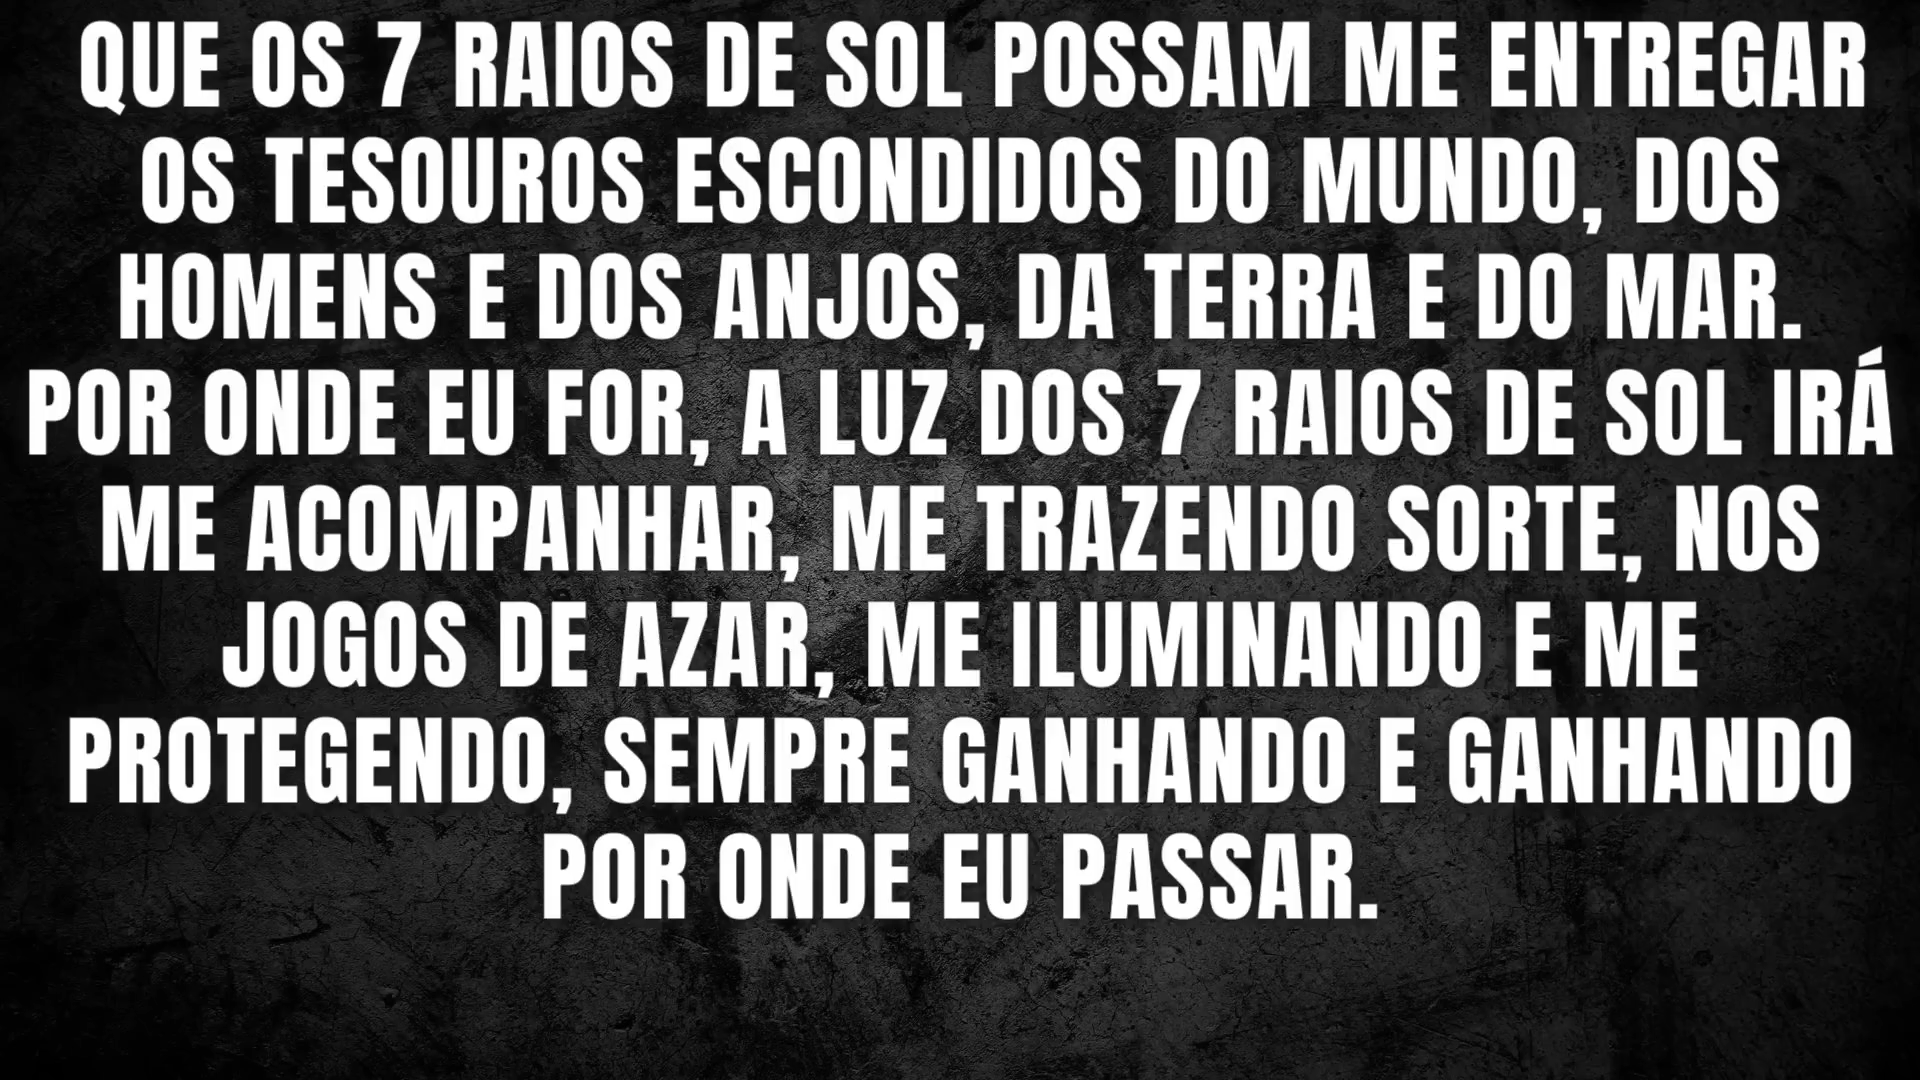 QUE OS 7 RAIOS DE SOL POSSAM ME ENTREGAR
OS TESOUROS ESCONDIDOS DO MUNDO, DOS
HOMENS E DOS ANJOS, DA TERRA E DO MAR.
POR ONDE EU FOR, A LUZ DOS 7 RAIOS DE SOL IRÁ
ME ACOMPANHAR, ME TRAZENDO SORTE, NOS
JOGOS DE AZAR, ME ILUMINANDO E ME
PROTEGENDO, SEMPRE GANHANDO E GANHANDO
POR ONDE EU PASSAR.